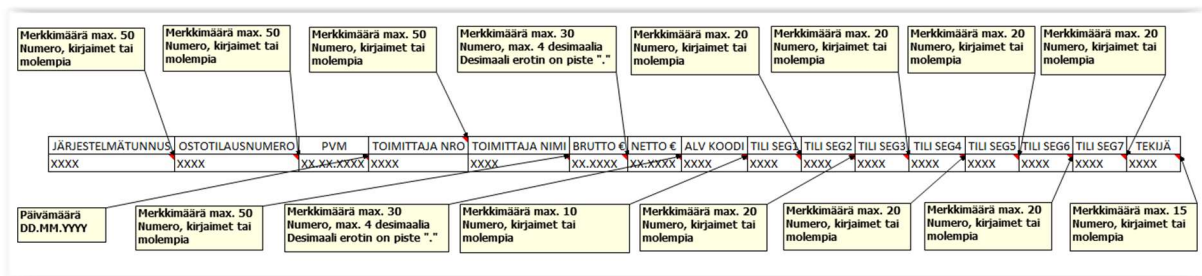 Merkkimäärä max. 50
Numero, kirjaimet tai
molempia
Merkkimäärä max. 50
Numero, kirjaimet tai
molempia
Merkkimäärä max. 50
Numero, kirjaimet tai
molempia
Merkkimäärä max. 30
Numero, max. 4 desimaalia
Desimaali erotin on piste "."
Merkkimäärä max. 20
Numero, kirjaimet tai
molempia
Merkkimäärä max. 20
Numero, kirjaimet tai
molempia
Merkkimäärä max. 20
Numero, kirjaimet tai
molempia
Merkkimäärä max. 20
Numero, kirjaimet tai
molempia
JÄRJESTELMÄTUNNUS OSTOTILAUSNUMERO PVM TOIMITTAJA NRO TOIMITTAJA NIMI BRUTTO € NETTO € ALV KOODI TILI SEG1 TILI SEG2 TILI SEG3 TILI SEG4 TILI SEG5 TILI SEG6 TILI SEG7 TEKIJÄ
XXXX XXXX XX.XX.XXXX XXXX XXXX XX.XXXX XX.XXXX XXXX XXXX XXXX XXXX XXXX XXXX XXXX XXXX XXXX
Päivämäärä
DD.MM.YYYY
Merkkimäärä max. 50
Numero, kirjaimet tai
molempia
Merkkimäärä max. 30
Numero, max. 4 desimaalia
Desimaali erotin on piste "."
Merkkimäärä max. 10
Numero, kirjaimet tai
molempia
Merkkimäärä max. 20
Numero, kirjaimet tai
molempia
Merkkimäärä max. 20
Numero, kirjaimet tai
molempia
Merkkimäärä max. 20
Numero, kirjaimet tai
molempia
Merkkimäärä max. 15
Numero, kirjaimet tai
molempia